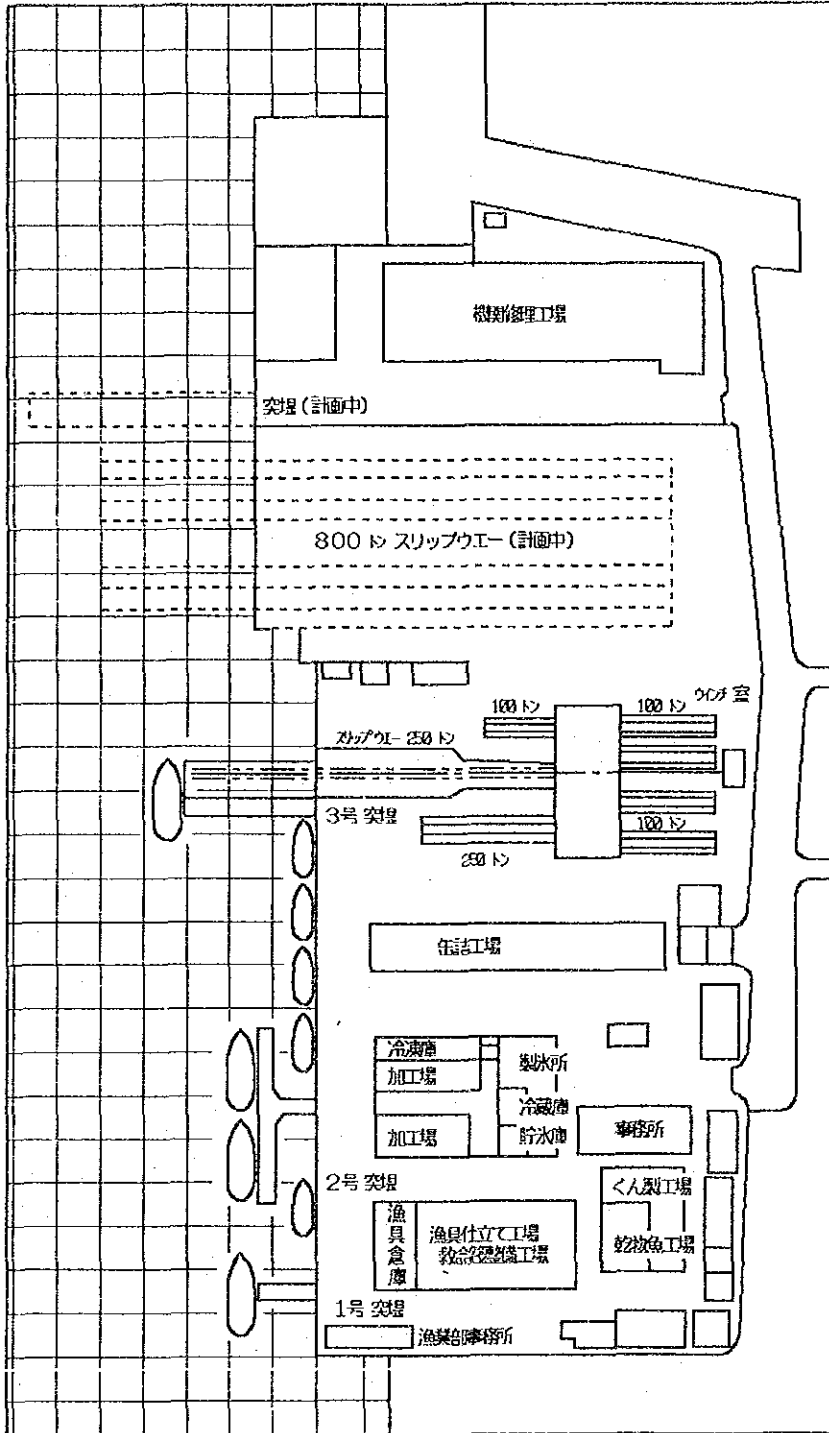 機関修理工場
突堤(計画中)
800トン スリップウエー(計画中)
100トン
100トン
ウインチ室
スリップウエー 250トン
3号突堤
100トン
250トン
缶詰工場
冷凍庫
製氷所
加工場
冷蔵庫
加工場
貯氷庫
事務所
2号突堤
くん製工場
漁具倉庫
漁具仕立て工場
乾燥魚工場
1号突堤
漁業部事務所